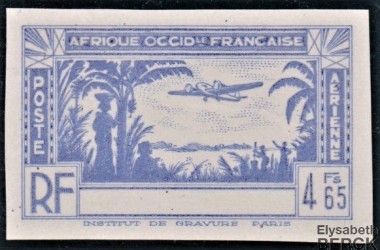 AFRIQUE OCCIDLE FRANÇAISE
POSTE
AÉRIENNE
RF
4 Fs 65
INSTITUT DE GRAVURE PARIS
Elysabeth
BERCK